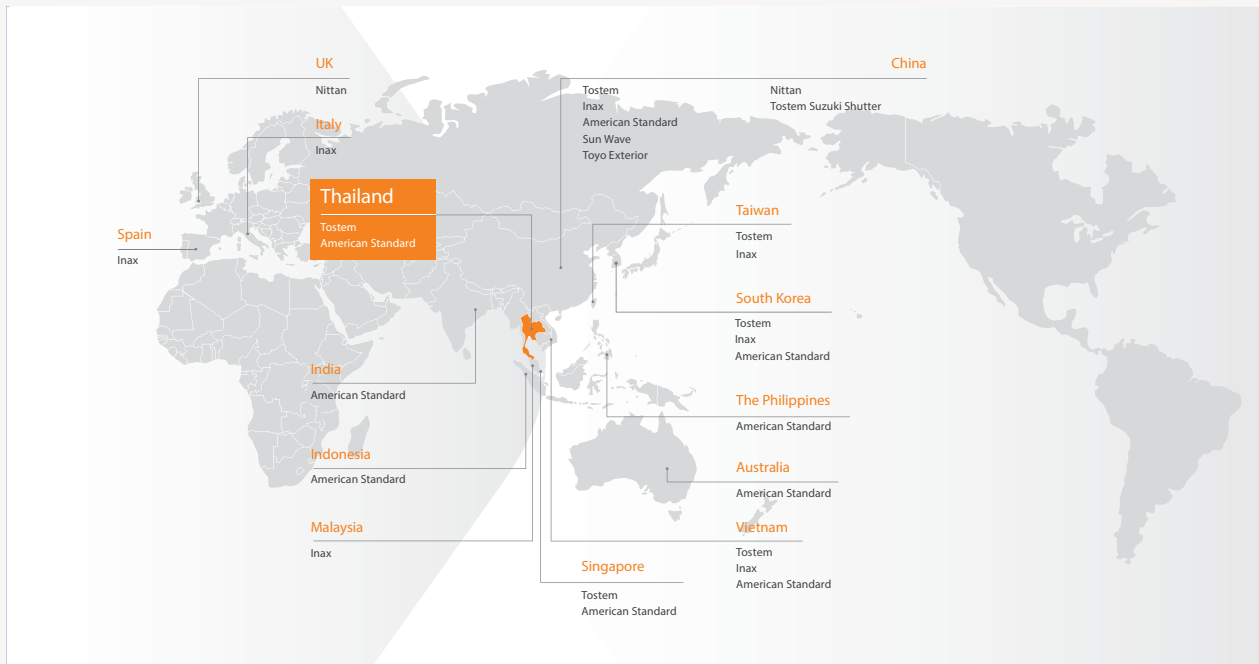 UK
Nittan
Italy
Inax
Thailand
Tostem
American Standard
Spain
Inax
India
American Standard
Indonesia
American Standard
Malaysia
Inax
China
Tostem
Inax
American Standard
Sun Wave
Toyo Exterior
Nittan
Tostem Suzuki Shutter
Taiwan
Tostem
Inax
South Korea
Tostem
Inax
American Standard
The Philippines
American Standard
Australia
American Standard
Vietnam
Tostem
Inax
American Standard
Singapore
Tostem
American Standard